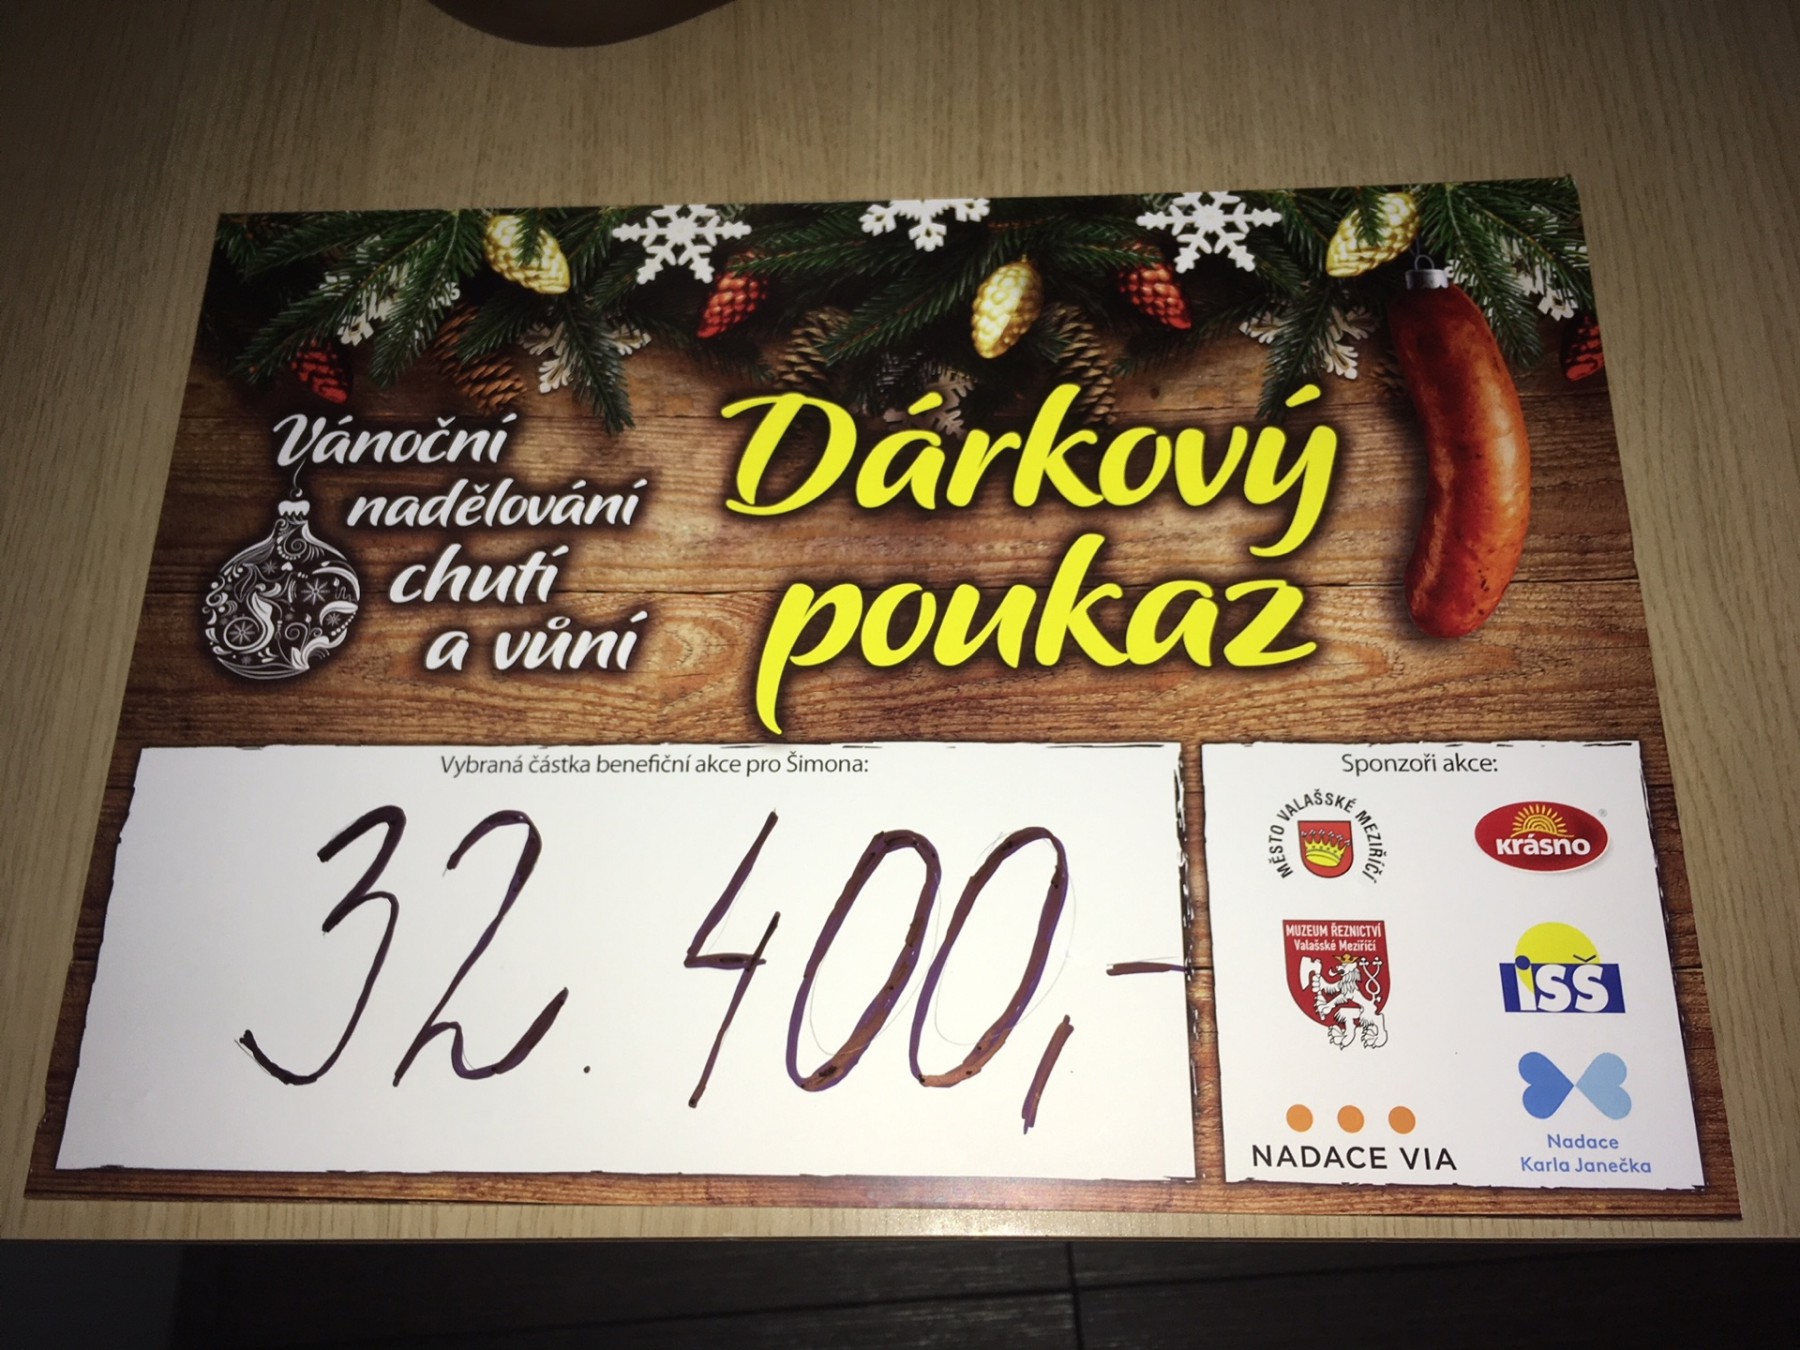 Vánoční
nadělování
chutí
a vůní
Dárkový
poukaz
Vybraná částka benefiční akce pro Šimona:
32.400,-
Sponzoři akce:
MĚSTO VALAŠSKÉ MEZIŘÍČÍ
krásno
®
MUZEUM ŘEZNICTVÍ
Valašské Meziříčí
iSŠ
NADACE VIA
Nadace
Karla Janečka